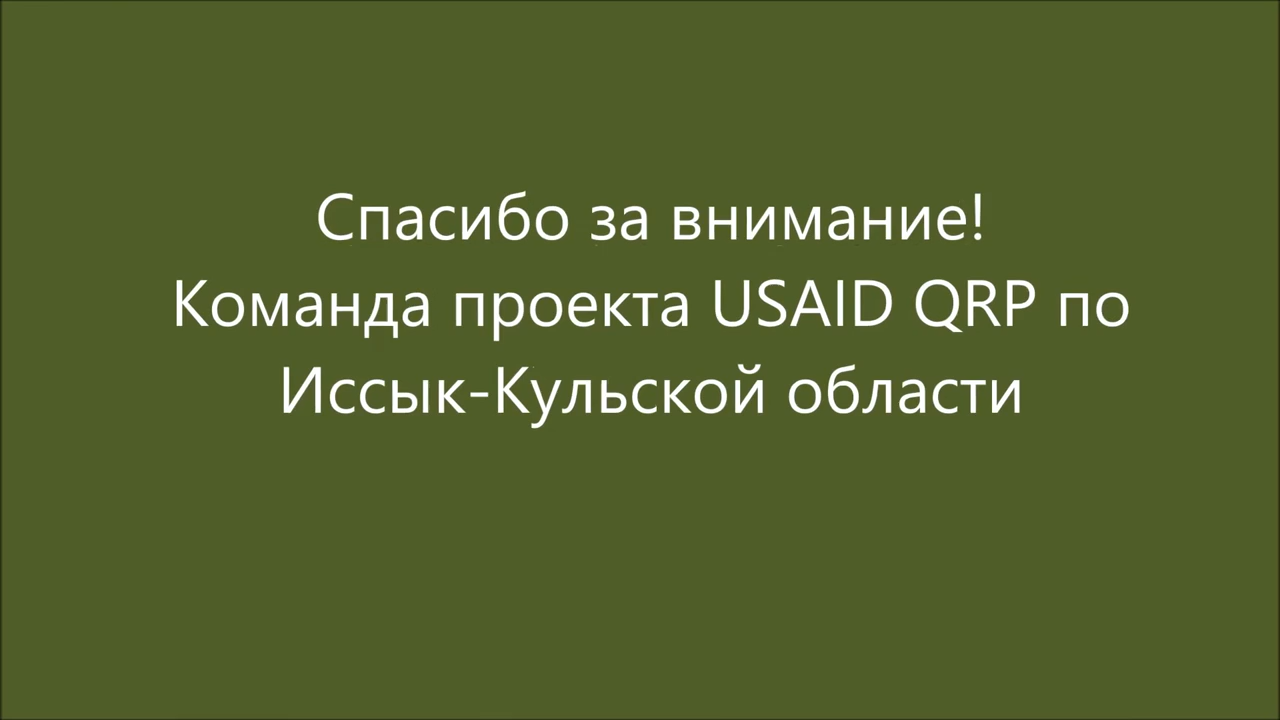 Спасибо за внимание!
Команда проекта USAID QRP по
Иссык-Кульской области